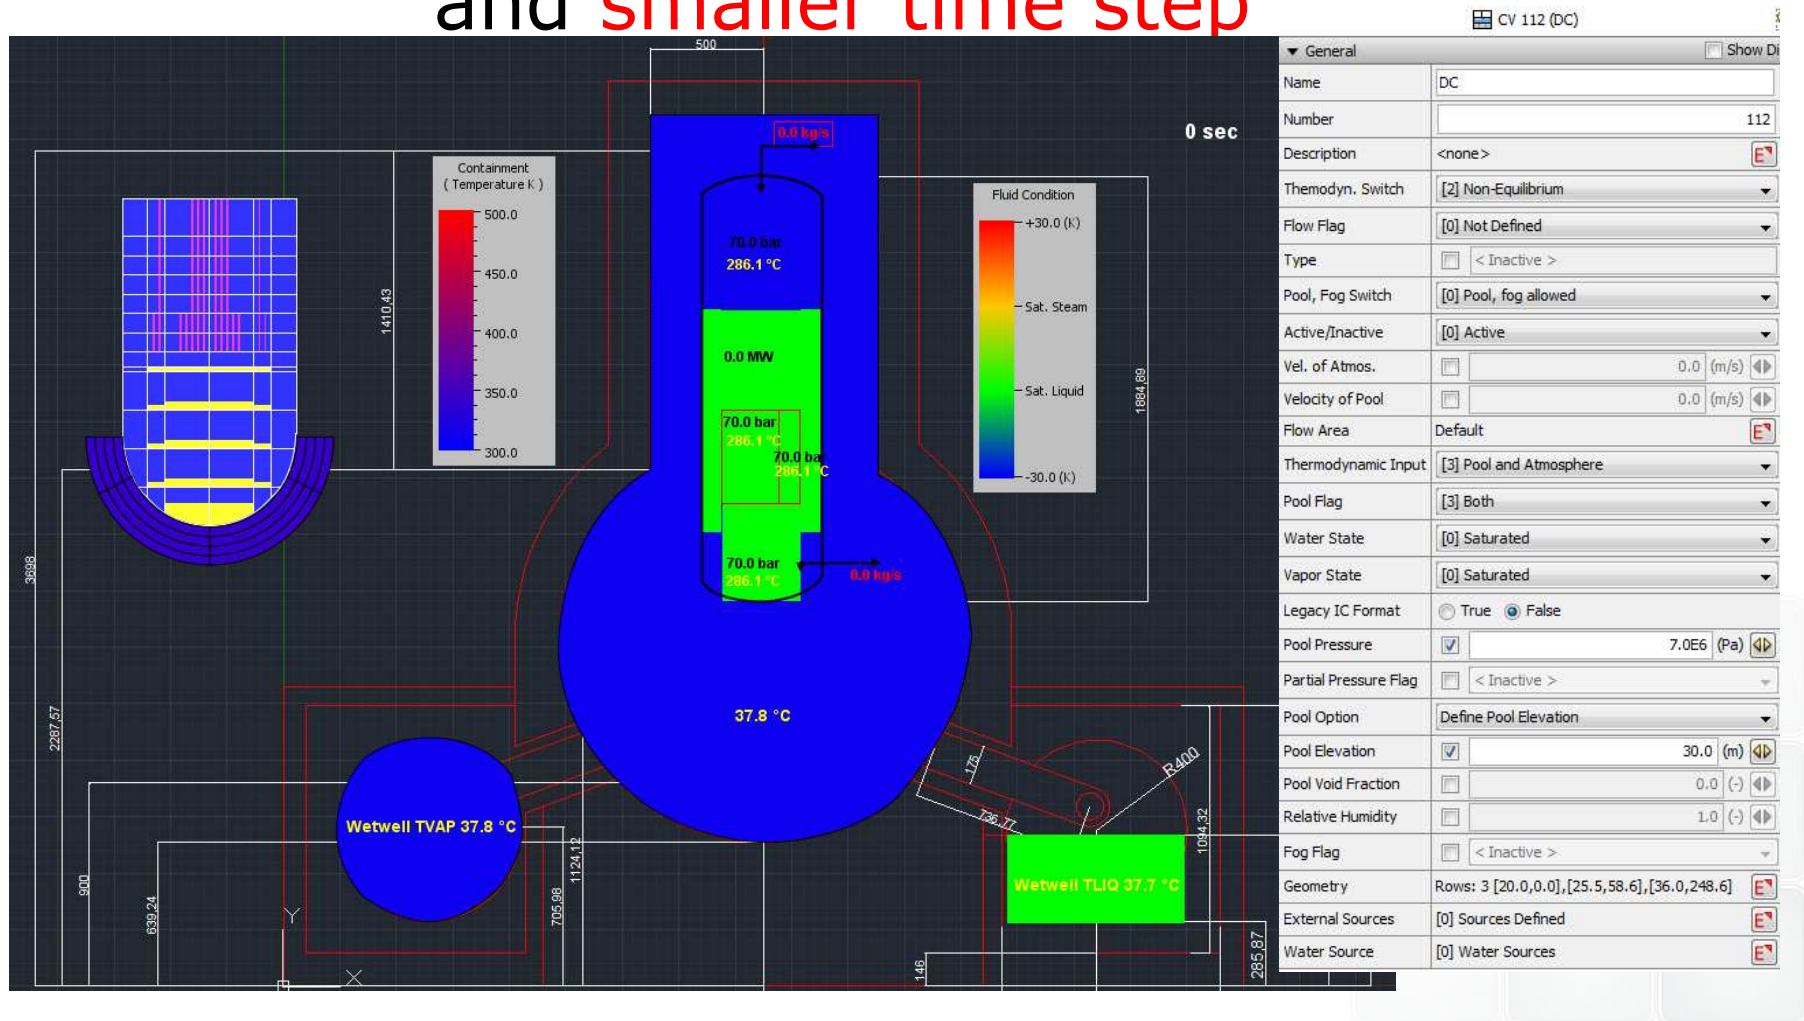 and smaller time step
500
0.0 kg/s
0 sec
Containment
( Temperature K )
500.0
450.0
400.0
350.0
300.0
Fluid Condition
+30.0 (K)
Sat. Steam
Sat. Liquid
-30.0 (K)
70.0 bar
286.1 °C
0.0 MW
70.0 bar
286.1 °C
70.0 ba
286.1 °C
70.0 bar
286.1 °C
0.0 kg/s
1410,43
1884,89
3698
2287,57
37.8 °C
Wetwell TVAP 37.8 °C
Wetwell TLIQ 37.7 °C
175
R400
736,77
1094,32
900
639,24
1124,12
705,98
146
285,87
Y
X
CV 112 (DC)
General
Show Di
Name DC
Number 112
Description <none>
Themodyn. Switch [2] Non-Equilibrium
Flow Flag [0] Not Defined
Type < Inactive >
Pool, Fog Switch [0] Pool, fog allowed
Active/Inactive [0] Active
Vel. of Atmos. 0.0 (m/s)
Velocity of Pool 0.0 (m/s)
Flow Area Default
Thermodynamic Input [3] Pool and Atmosphere
Pool Flag [3] Both
Water State [0] Saturated
Vapor State [0] Saturated
Legacy IC Format True False
Pool Pressure 7.0E6 (Pa)
Partial Pressure Flag < Inactive >
Pool Option Define Pool Elevation
Pool Elevation 30.0 (m)
Pool Void Fraction 0.0 (-)
Relative Humidity 1.0 (-)
Fog Flag < Inactive >
Geometry Rows: 3 [20.0,0.0],[25.5,58.6],[36.0,248.6]
External Sources [0] Sources Defined
Water Source [0] Water Sources